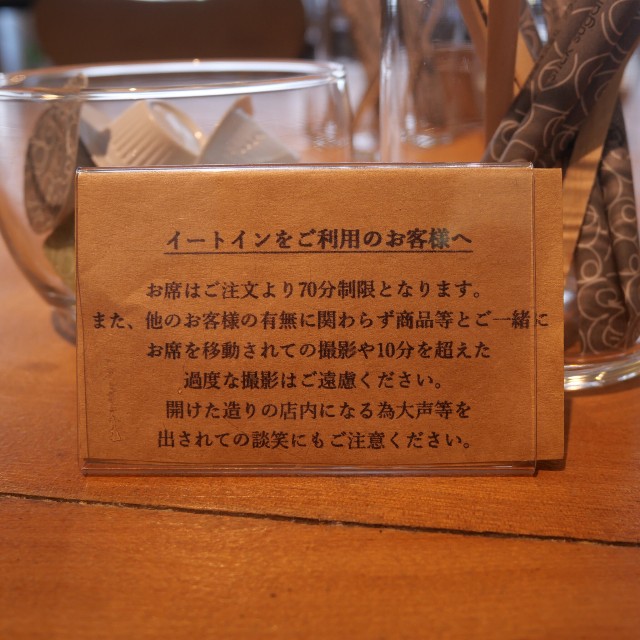 イートインをご利用のお客様へ
お席はご注文より70分制限となります。
また、他のお客様の有無に関わらず商品等とご一緒に
お席を移動されての撮影や10分を超えた
過度な撮影はご遠慮ください。
開けた造りの店内になる為大声等を
出されての談笑にもご注意ください。